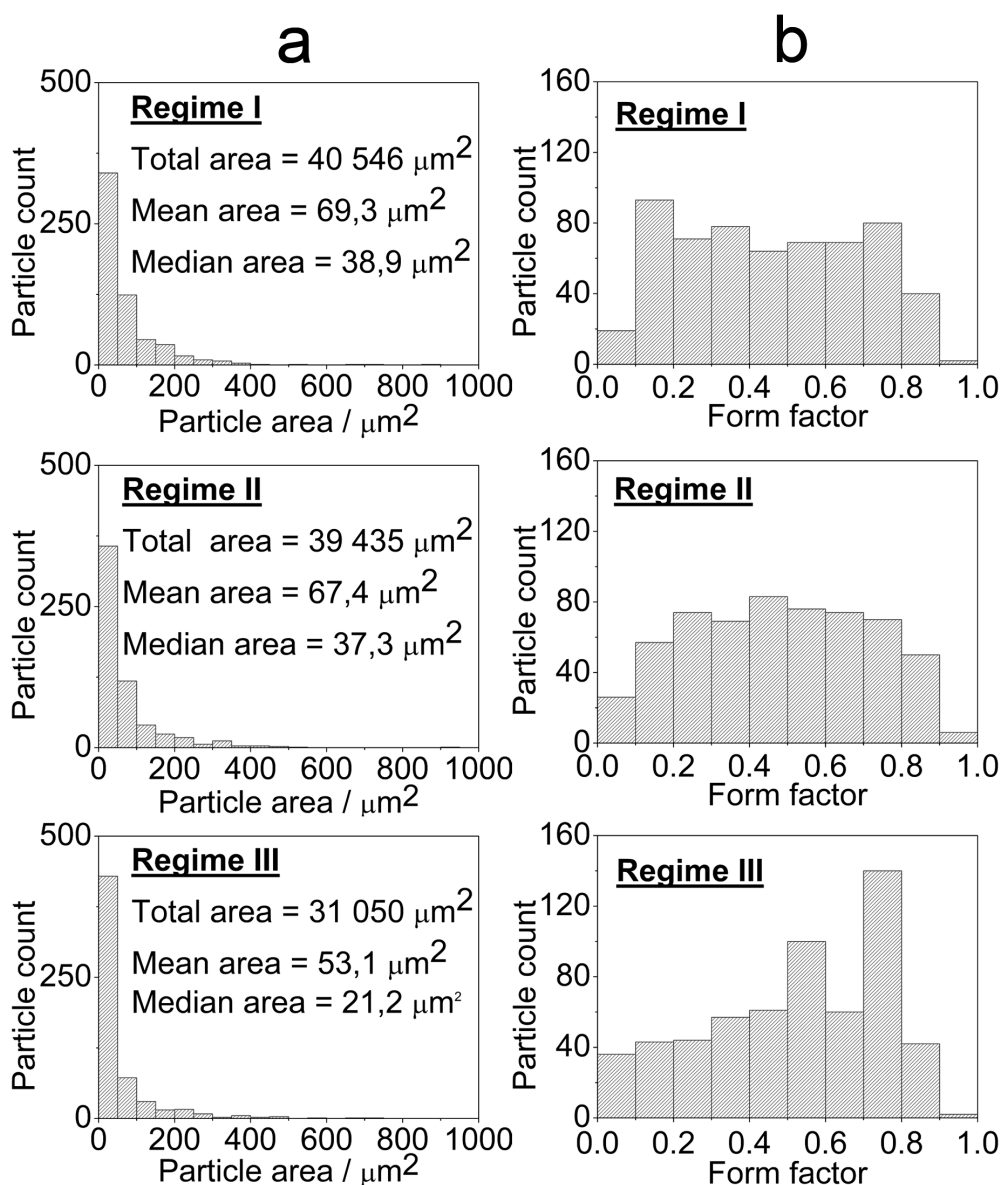 a
b
500
250
0
Particle count
Regime I
Total area = 40 546 μm²
Mean area = 69,3 μm²
Median area = 38,9 μm²
0 200 400 600 800 1000
Particle area / μm²
160
120
80
40
0
Particle count
Regime I
0.0 0.2 0.4 0.6 0.8 1.0
Form factor
500
250
0
Particle count
Regime II
Total area = 39 435 μm²
Mean area = 67,4 μm²
Median area = 37,3 μm²
0 200 400 600 800 1000
Particle area / μm²
160
120
80
40
0
Particle count
Regime II
0.0 0.2 0.4 0.6 0.8 1.0
Form factor
500
250
0
Particle count
Regime III
Total area = 31 050 μm²
Mean area = 53,1 μm²
Median area = 21,2 μm²
0 200 400 600 800 1000
Particle area / μm²
160
120
80
40
0
Particle count
Regime III
0.0 0.2 0.4 0.6 0.8 1.0
Form factor